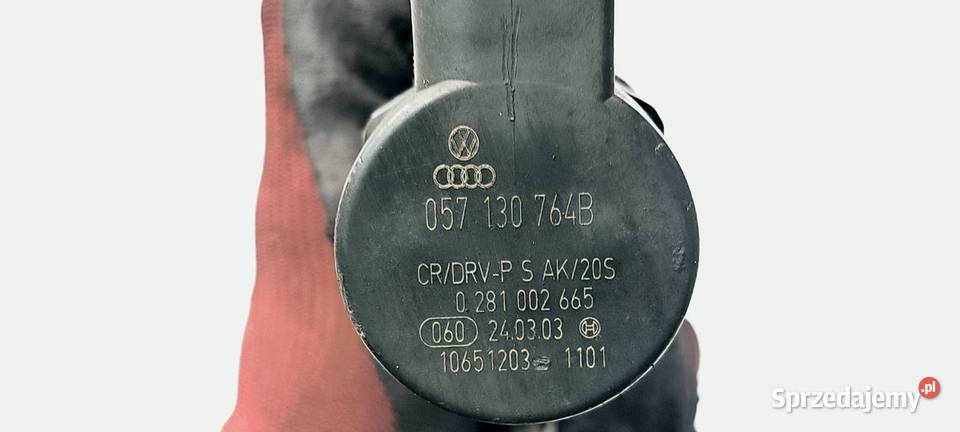 057 130 764B
CR/DRV-P S AK/20S
0 281 002 665
060 24.03.03
10651203 1101
Sprzedajemy.pl